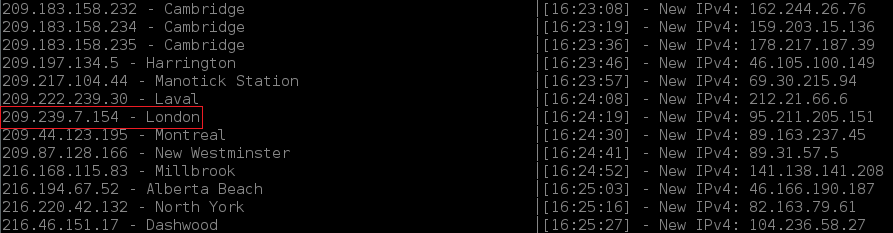 209.183.158.232 - Cambridge |[16:23:08] - New IPv4: 162.244.26.76
209.183.158.234 - Cambridge |[16:23:19] - New IPv4: 159.203.15.136
209.183.158.235 - Cambridge |[16:23:36] - New IPv4: 178.217.187.39
209.197.134.5 - Harrington |[16:23:46] - New IPv4: 46.105.100.149
209.217.104.44 - Manotick Station |[16:23:57] - New IPv4: 69.30.215.94
209.222.239.30 - Laval |[16:24:08] - New IPv4: 212.21.66.6
209.239.7.154 - London |[16:24:19] - New IPv4: 95.211.205.151
209.44.123.195 - Montreal |[16:24:30] - New IPv4: 89.163.237.45
209.87.128.166 - New Westminster |[16:24:41] - New IPv4: 89.31.57.5
216.168.115.83 - Millbrook |[16:24:52] - New IPv4: 141.138.141.208
216.194.67.52 - Alberta Beach |[16:25:03] - New IPv4: 46.166.190.187
216.220.42.132 - North York |[16:25:16] - New IPv4: 82.163.79.61
216.46.151.17 - Dashwood |[16:25:27] - New IPv4: 104.236.58.27